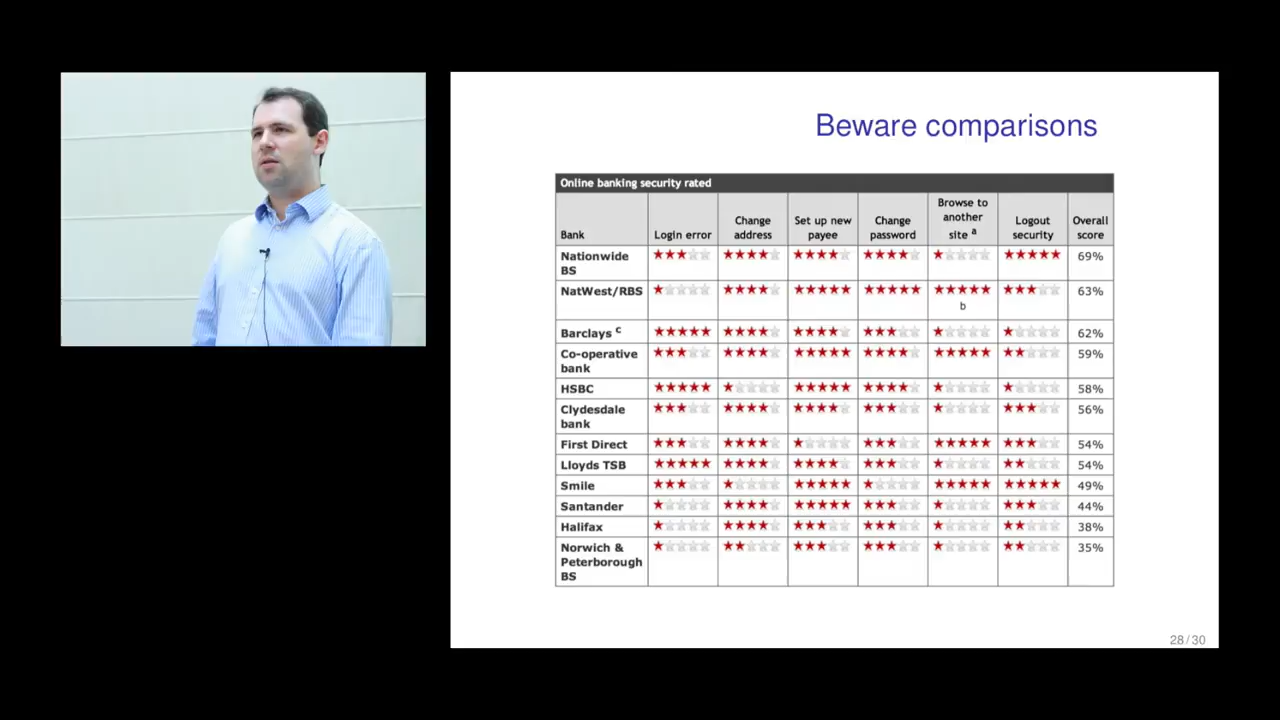 Beware comparisons
Online banking security rated
Bank Login error Change address Set up new payee Change password Browse to another site a Logout security Overall score
Nationwide BS ★★★☆☆ ★★★★☆ ★★★★☆ ★★★★☆ ★☆☆☆☆ ★★★★★ 69%
NatWest/RBS ★☆☆☆☆ ★★★★☆ ★★★★★ ★★★★★ ★★★★★ b ★★★☆☆ 63%
Barclays c ★★★★★ ★★★★☆ ★★★★☆ ★★★☆☆ ★☆☆☆☆ ★☆☆☆☆ 62%
Co-operative bank ★★★☆☆ ★★★★☆ ★★★★★ ★★★★☆ ★★★★★ ★★☆☆☆ 59%
HSBC ★★★★★ ★☆☆☆☆ ★★★★★ ★★★★☆ ★☆☆☆☆ ★☆☆☆☆ 58%
Clydesdale bank ★★★☆☆ ★★★★☆ ★★★★☆ ★★★☆☆ ★☆☆☆☆ ★★★☆☆ 56%
First Direct ★★★☆☆ ★★★★☆ ★☆☆☆☆ ★★★☆☆ ★★★★★ ★★★☆☆ 54%
Lloyds TSB ★★★★★ ★★★★☆ ★★★★☆ ★★★☆☆ ★☆☆☆☆ ★★☆☆☆ 54%
Smile ★★★☆☆ ★☆☆☆☆ ★★★★★ ★☆☆☆☆ ★★★★★ ★★★★★ 49%
Santander ★☆☆☆☆ ★★★★☆ ★★★★★ ★★★☆☆ ★☆☆☆☆ ★★★☆☆ 44%
Halifax ★☆☆☆☆ ★★★★☆ ★★★☆☆ ★★★☆☆ ★☆☆☆☆ ★★☆☆☆ 38%
Norwich & Peterborough BS ★☆☆☆☆ ★★☆☆☆ ★★★☆☆ ★★★☆☆ ★☆☆☆☆ ★★☆☆☆ 35%
28 / 30